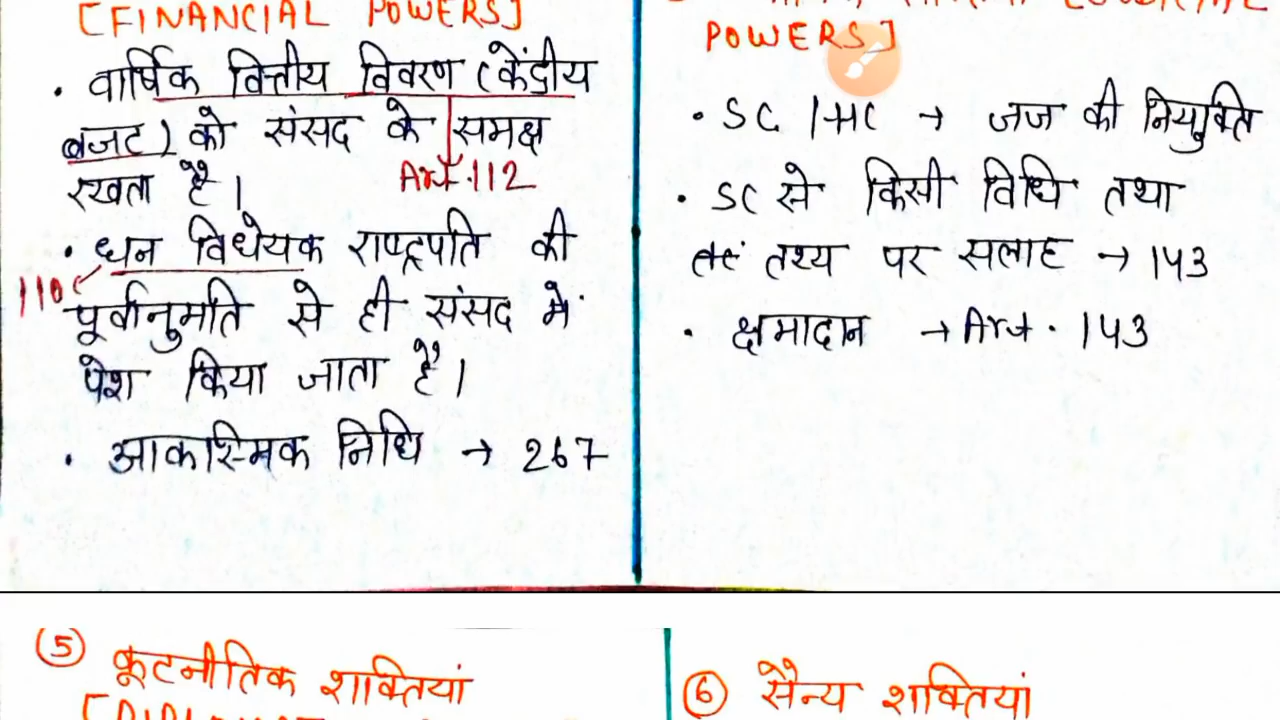 [FINANCIAL POWERS]
• वार्षिक वित्तीय विवरण (केंद्रीय
बजट) को संसद के समक्ष
रखता है।
Art.112
• धन विधेयक राष्ट्रपति की
110
पूर्वानुमति से ही संसद में
पेश किया जाता है।
• आकस्मिक निधि → 267
POWERS]
• SC / HC → जज की नियुक्ति
• SC से किसी विधि तथा
तथ्य पर सलाह → 143
• क्षमादान → Art. 143
⑤ कूटनीतिक शक्तियां
⑥ सैन्य शक्तियां